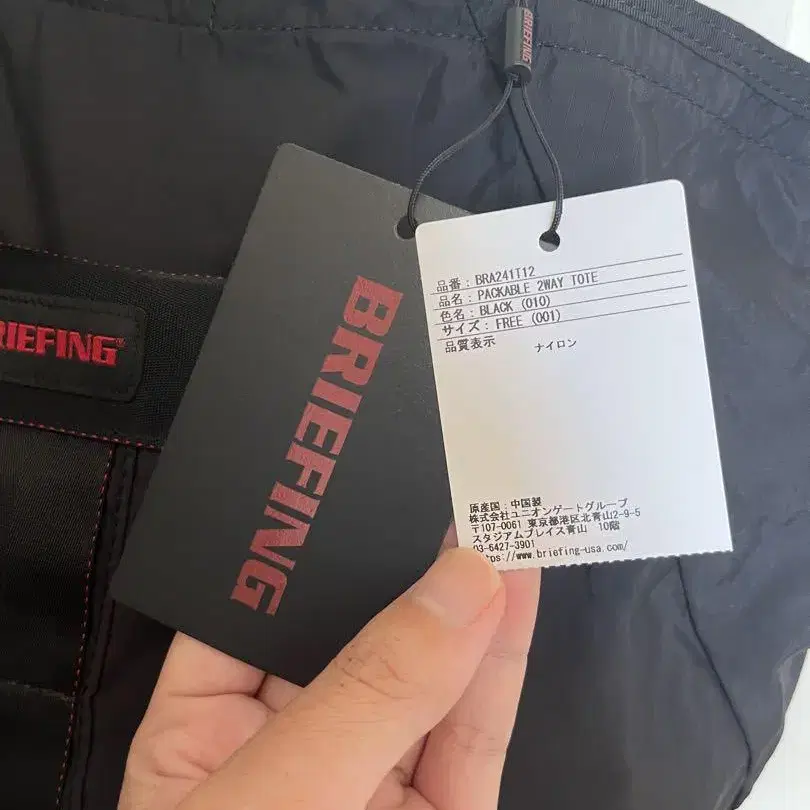 BRIEFING
RIEFING
BRIEFING
品番 : BRA241T12
品名 : PACKABLE 2WAY TOTE
色名 : BLACK (010)
サイズ : FREE (001)
品質表示 ナイロン
原産国 : 中国製
株式会社ユニオンゲートグループ
〒107-0061 東京都港区北青山2-9-5
スタジアムプレイス青山 10階
03-6427-3901
ttps://www.briefing-usa.com/